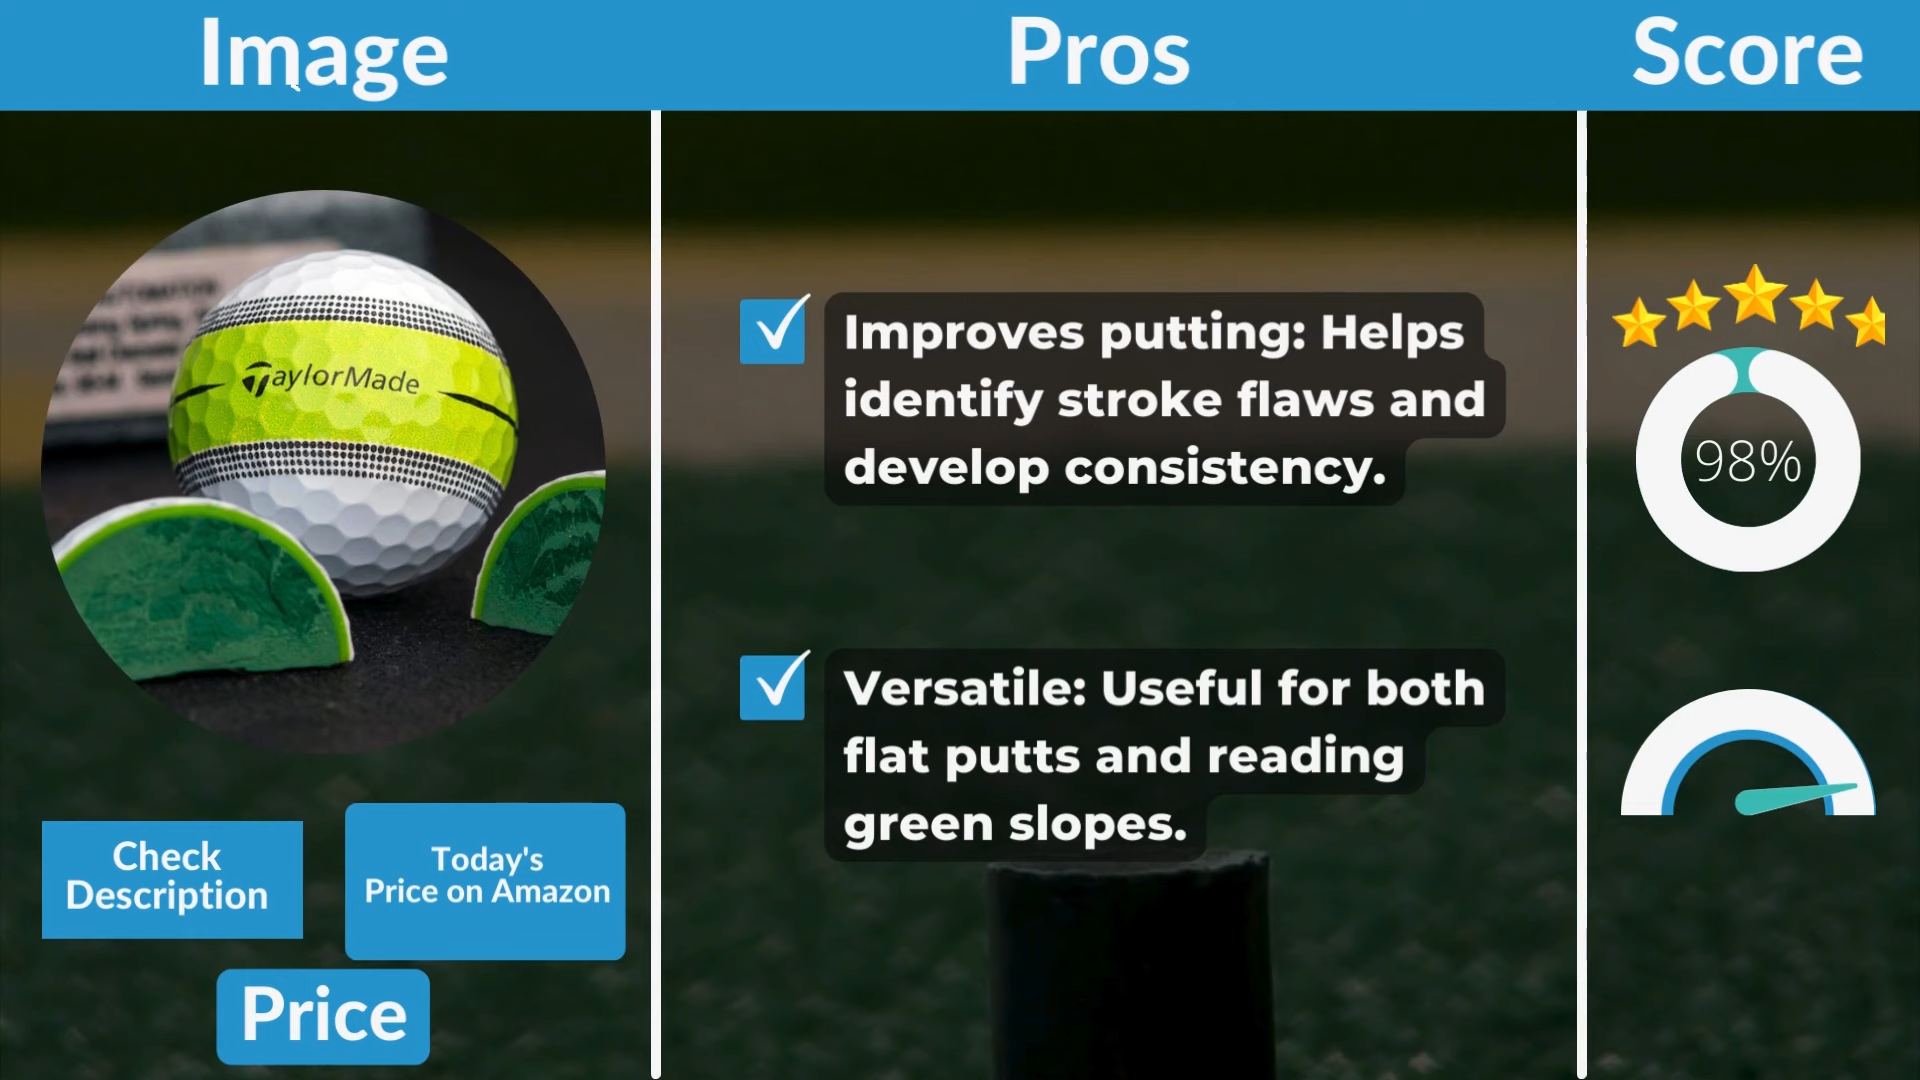 Image
Pros
Score
TaylorMade
Improves putting: Helps
identify stroke flaws and
develop consistency.
98%
Versatile: Useful for both
flat putts and reading
green slopes.
Check
Description
Today's
Price on Amazon
Price